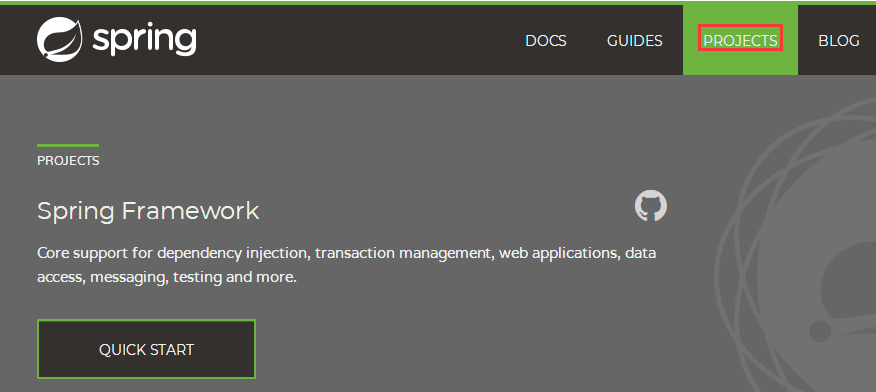 spring
DOCS
GUIDES
PROJECTS
BLOG
PROJECTS
Spring Framework
Core support for dependency injection, transaction management, web applications, data
access, messaging, testing and more.
QUICK START